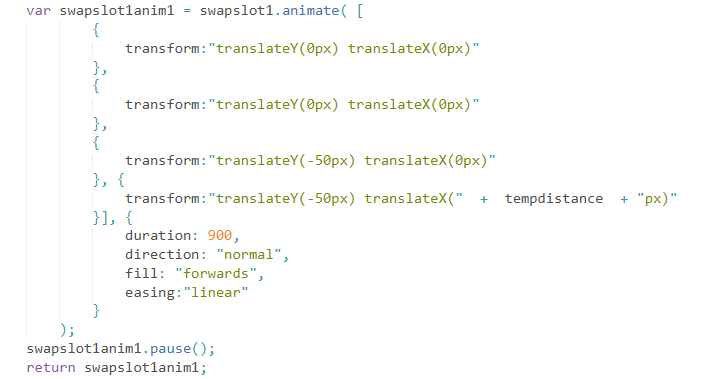 var swapslot1anim1 = swapslot1.animate( [
        {
            transform:"translateY(0px) translateX(0px)"
        },
        {
            transform:"translateY(0px) translateX(0px)"
        },
        {
            transform:"translateY(-50px) translateX(0px)"
        }, {
            transform:"translateY(-50px) translateX("  +  tempdistance  + "px)"
        }], {
            duration: 900,
            direction: "normal",
            fill: "forwards",
            easing:"linear"
        }
    );
swapslot1anim1.pause();
return swapslot1anim1;